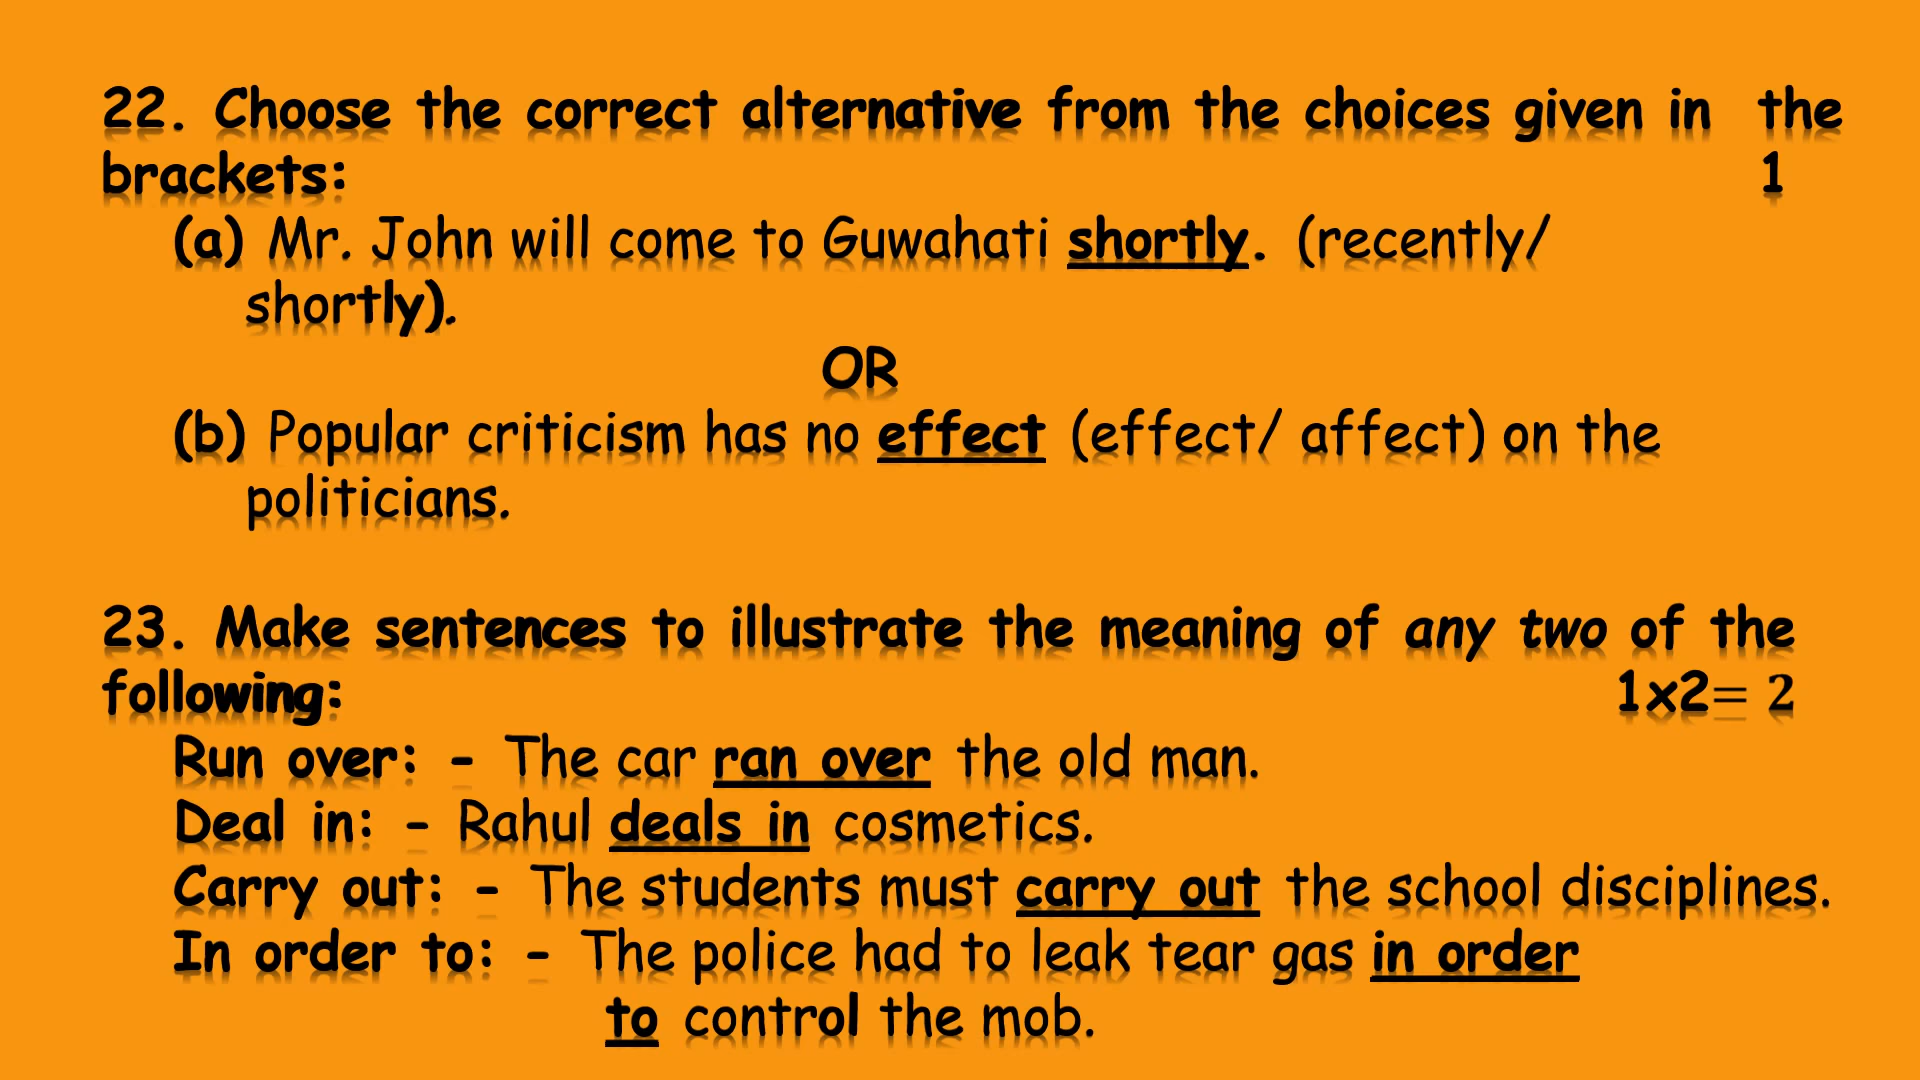 22. Choose the correct alternative from the choices given in the
brackets: 1
(a) Mr. John will come to Guwahati shortly. (recently/
shortly).
OR
(b) Popular criticism has no effect (effect/ affect) on the
politicians.
23. Make sentences to illustrate the meaning of any two of the
following: 1x2= 2
Run over: - The car ran over the old man.
Deal in: - Rahul deals in cosmetics.
Carry out: - The students must carry out the school disciplines.
In order to: - The police had to leak tear gas in order
to control the mob.